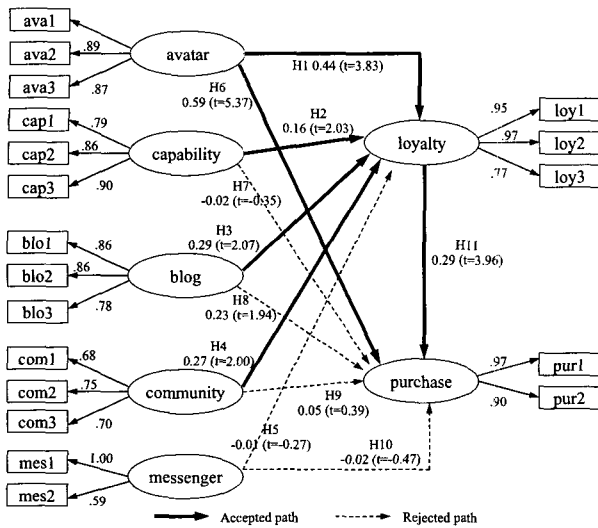 ava1
ava2
ava3
.89
.87
avatar
H1 0.44 (t=3.83)
H6
0.59 (t=5.37)
cap1
cap2
cap3
.79
.86
.90
capability
H2
0.16 (t=2.03)
loyalty
.95
.97
.77
loy1
loy2
loy3
H7
-0.02 (t=-0.35)
blo1
blo2
blo3
.86
.86
.78
blog
H3
0.29 (t=2.07)
H8
0.23 (t=1.94)
H11
0.29 (t=3.96)
com1
com2
com3
.68
.75
.70
community
H4
0.27 (t=2.00)
H9
0.05 (t=0.39)
purchase
.97
.90
pur1
pur2
mes1
mes2
1.00
.59
messenger
H5
-0.01 (t=-0.27)
H10
-0.02 (t=-0.47)
Accepted path
Rejected path